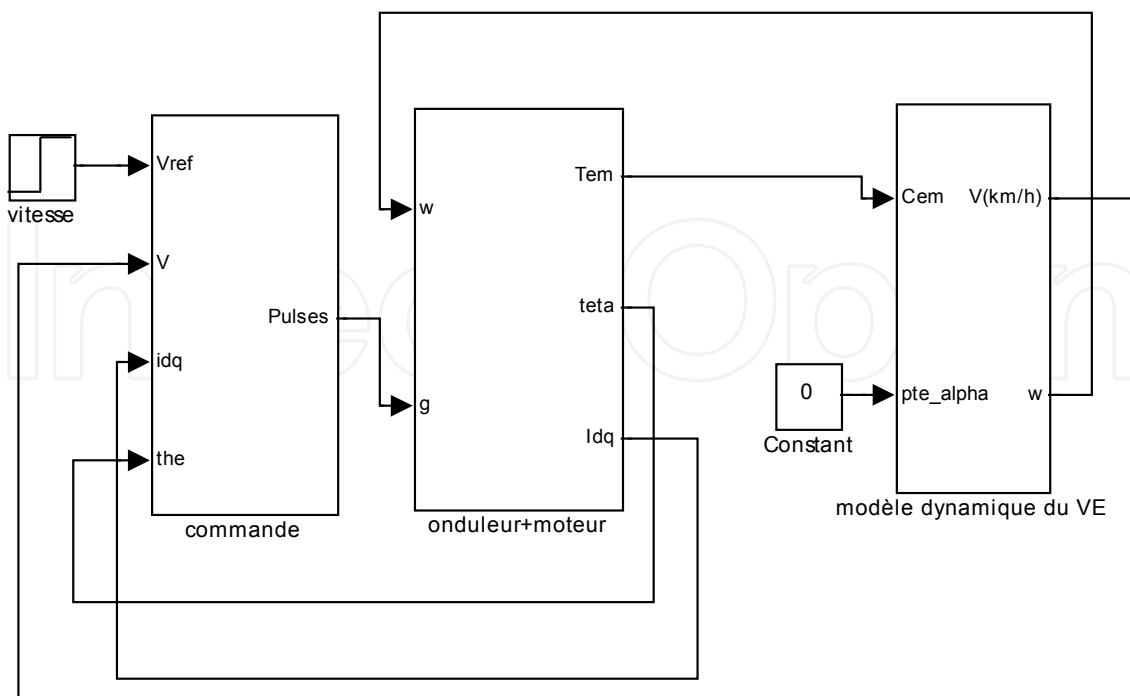 vitesse
Vref
V
idq
the
Pulses
commande
w
g
Tem
teta
Idq
onduleur+moteur
0
Constant
Cem
pte_alpha
V(km/h)
w
modèle dynamique du VE